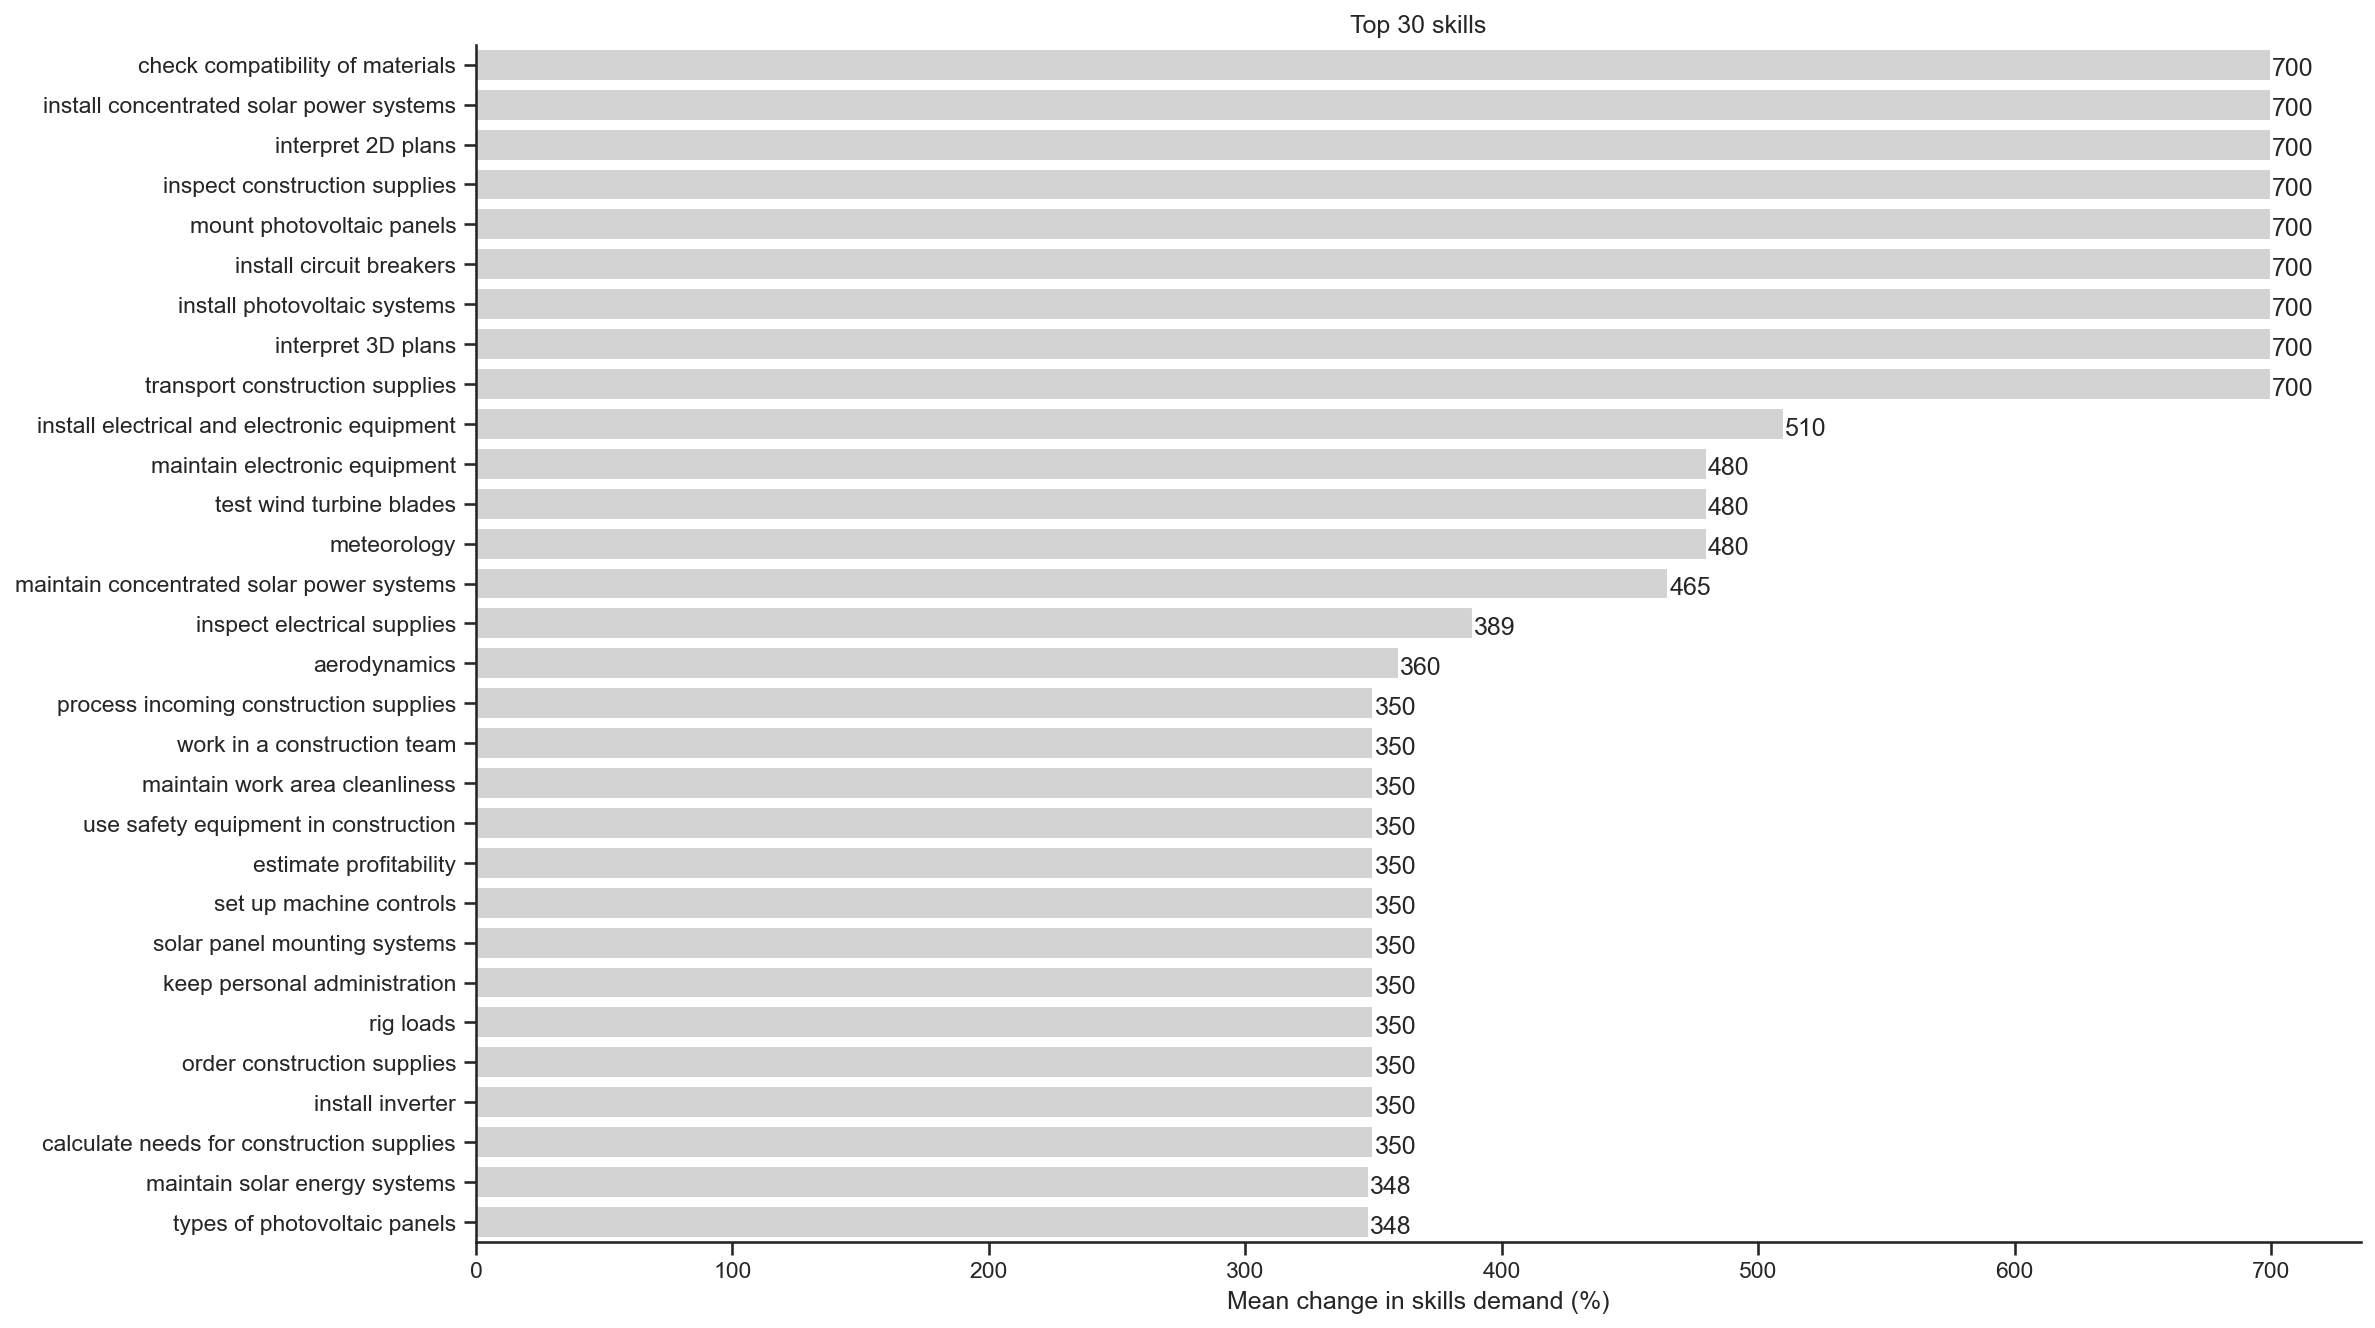 Top 30 skills
check compatibility of materials 700
install concentrated solar power systems 700
interpret 2D plans 700
inspect construction supplies 700
mount photovoltaic panels 700
install circuit breakers 700
install photovoltaic systems 700
interpret 3D plans 700
transport construction supplies 700
install electrical and electronic equipment 510
maintain electronic equipment 480
test wind turbine blades 480
meteorology 480
maintain concentrated solar power systems 465
inspect electrical supplies 389
aerodynamics 360
process incoming construction supplies 350
work in a construction team 350
maintain work area cleanliness 350
use safety equipment in construction 350
estimate profitability 350
set up machine controls 350
solar panel mounting systems 350
keep personal administration 350
rig loads 350
order construction supplies 350
install inverter 350
calculate needs for construction supplies 350
maintain solar energy systems 348
types of photovoltaic panels 348
0 100 200 300 400 500 600 700
Mean change in skills demand (%)